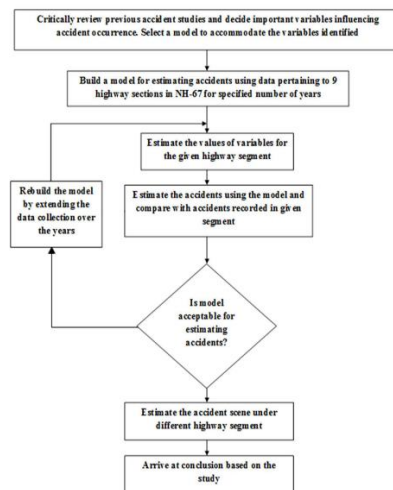 Critically review previous accident studies and decide important variables influencing
accident occurrence. Select a model to accommodate the variables identified
Build a model for estimating accidents using data pertaining to 9
highway sections in NH-67 for specified number of years
Estimate the values of variables for
the given highway segment
Rebuild the model
by extending the
data collection over
the years
Estimate the accidents using the model and
compare with accidents recorded in given
segment
Is model
acceptable for
estimating
accidents?
Estimate the accident scene under
different highway segment
Arrive at conclusion based on the
study